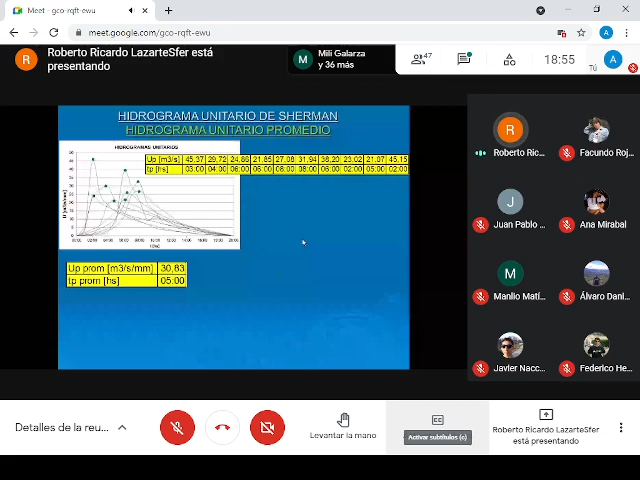 Meet - gco-rqft-ewu
meet.google.com/gco-rqft-ewu
A
R
Roberto Ricardo LazarteSfer está
presentando
M
Mili Galarza
y 36 más
47
18:55
Tú
A
HIDROGRAMA UNITARIO DE SHERMAN
HIDROGRAMA UNITARIO PROMEDIO
HIDROGRAMAS UNITARIOS
Up [m3/s] 45,37 29,72 24,86 21,85 27,08 31,94 38,20 23,02 21,07 45,15
tp [hs] 03:00 04:00 06:00 06:00 08:00 08:00 06:00 02:00 05:00 02:00
Up prom [m3/s/mm] 30,83
tp prom [hs] 05:00
R
Roberto Ric...
Facundo Roj...
J
Juan Pablo ...
Ana Mirabal
M
Manlio Matí...
Álvaro Dani...
Javier Nacc...
Federico He...
Detalles de la reu...
Levantar la mano
Activar subtítulos (c)
Roberto Ricardo LazarteSfer
está presentando